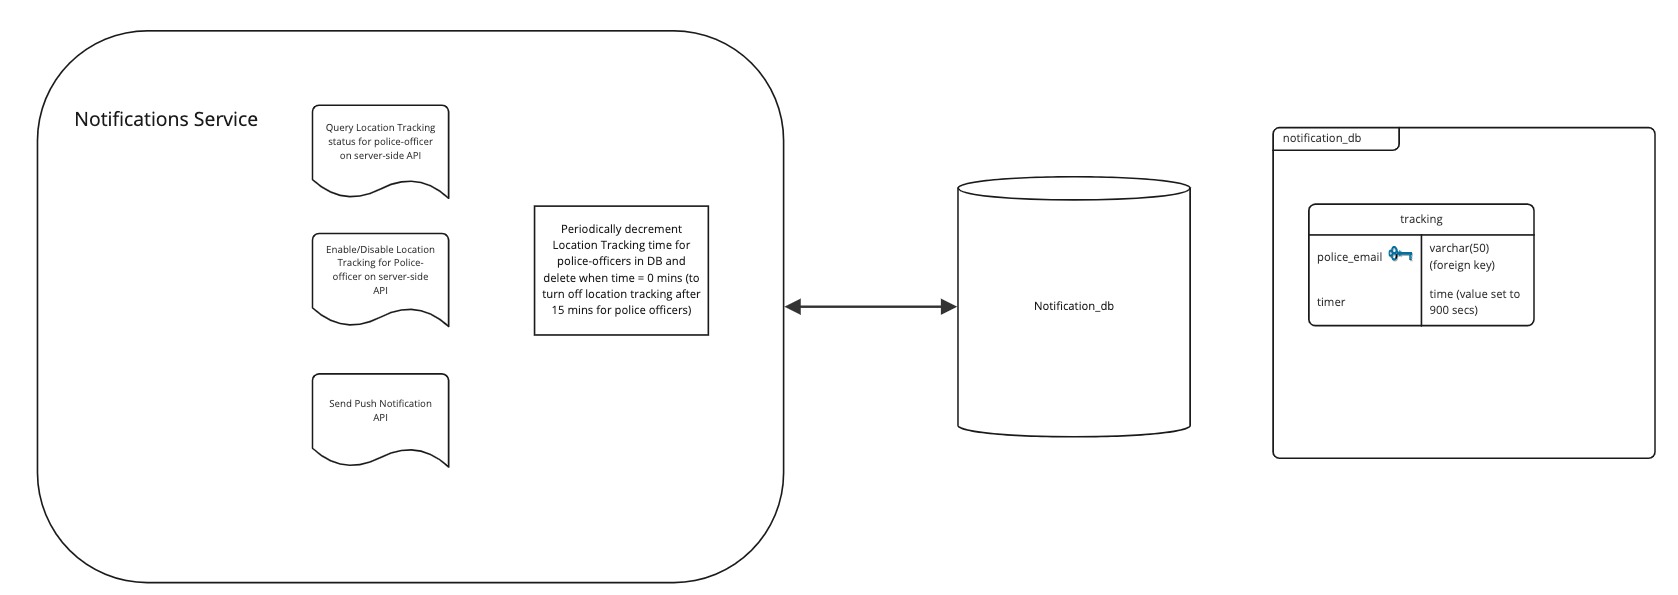 Notifications Service
Query Location Tracking
status for police-officer
on server-side API
Enable/Disable Location
Tracking for Police-
officer on server-side
API
Send Push Notification
API
Periodically decrement
Location Tracking time for
police-officers in DB and
delete when time = 0 mins (to
turn off location tracking after
15 mins for police officers)
Notification_db
notification_db
tracking
police_email
varchar(50)
(foreign key)
timer
time (value set to
900 secs)